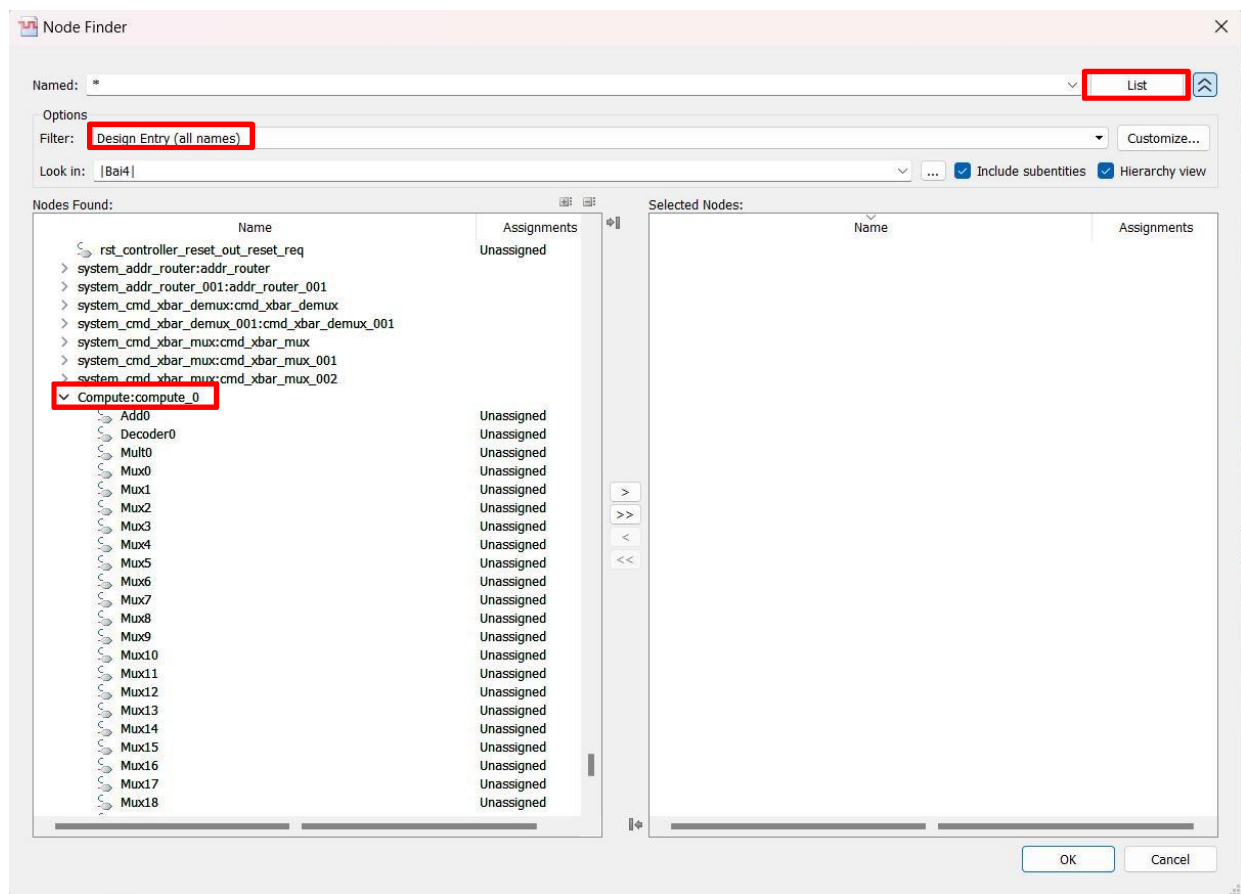 Node Finder
Named: * List
Options
Filter: Design Entry (all names) Customize...
Look in: |Bai4| ... Include subentities Hierarchy view
Nodes Found: Selected Nodes:
Name Assignments Name Assignments
rst_controller_reset_out_reset_req Unassigned
system_addr_router:addr_router
system_addr_router_001:addr_router_001
system_cmd_xbar_demux:cmd_xbar_demux
system_cmd_xbar_demux_001:cmd_xbar_demux_001
system_cmd_xbar_mux:cmd_xbar_mux
system_cmd_xbar_mux:cmd_xbar_mux_001
system_cmd_xbar_mux:cmd_xbar_mux_002
Compute:compute_0
Add0 Unassigned
Decoder0 Unassigned
Mult0 Unassigned
Mux0 Unassigned
Mux1 Unassigned
Mux2 Unassigned
Mux3 Unassigned
Mux4 Unassigned
Mux5 Unassigned
Mux6 Unassigned
Mux7 Unassigned
Mux8 Unassigned
Mux9 Unassigned
Mux10 Unassigned
Mux11 Unassigned
Mux12 Unassigned
Mux13 Unassigned
Mux14 Unassigned
Mux15 Unassigned
Mux16 Unassigned
Mux17 Unassigned
Mux18 Unassigned
>
>>
<
<<
OK Cancel